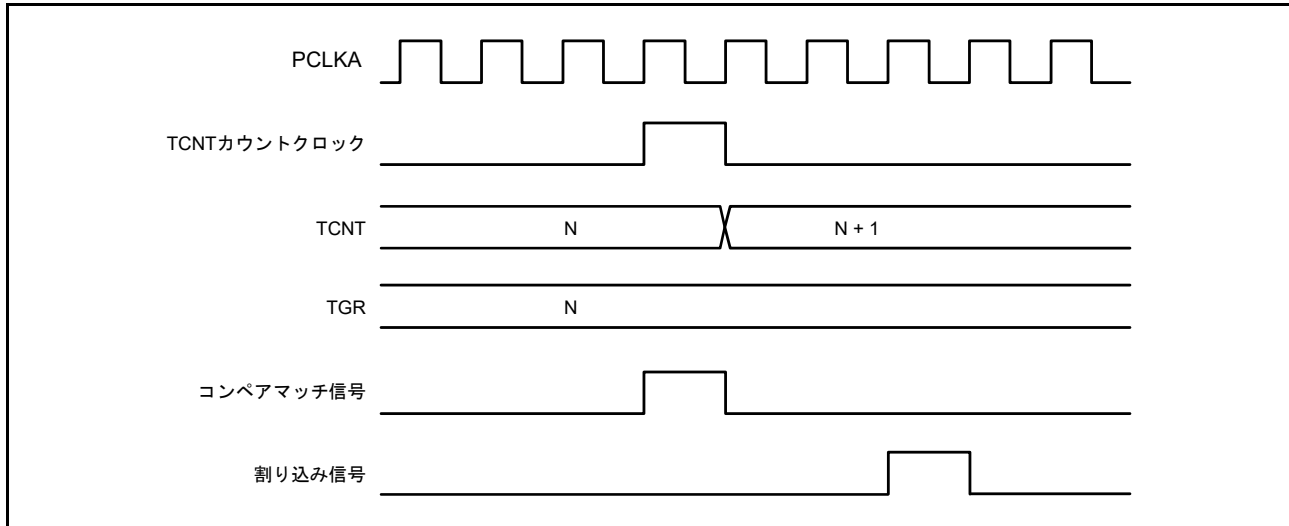 PCLKA
TCNTカウントクロック
TCNT
N
N + 1
TGR
N
コンペアマッチ信号
割り込み信号